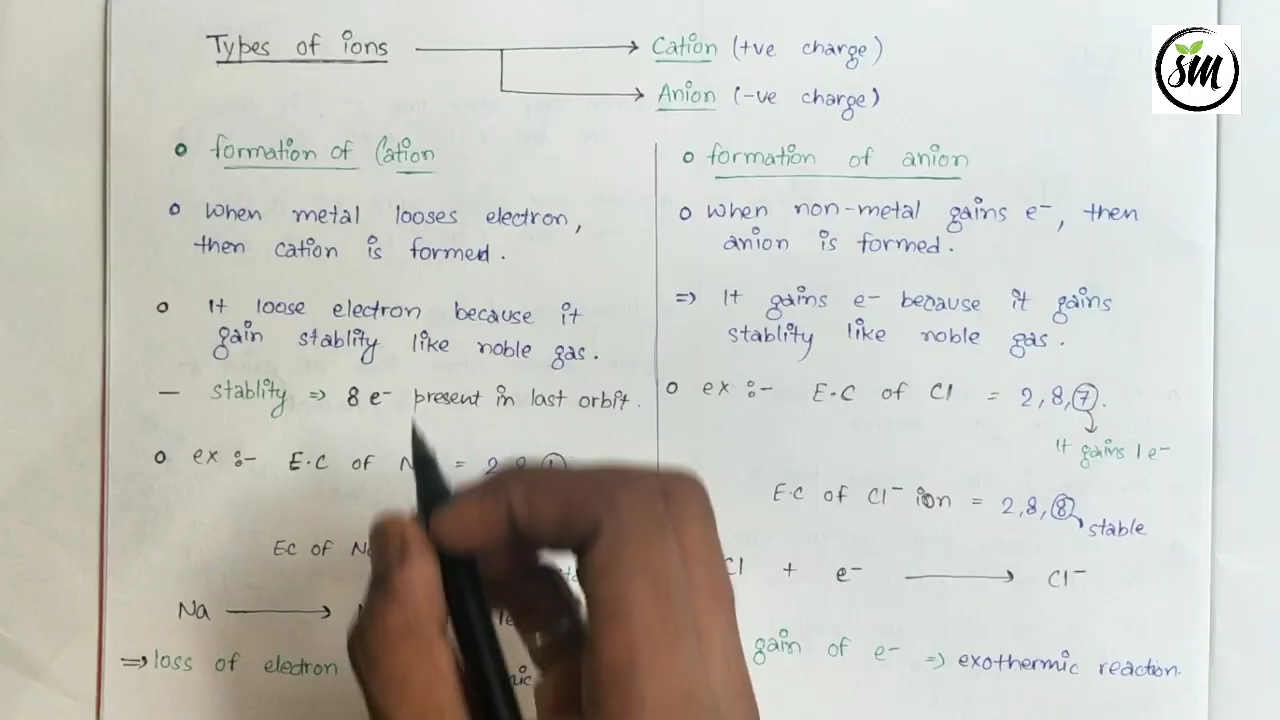 Types of ions
Cation (+ve charge)
Anion (-ve charge)
SM
formation of Cation
When metal looses electron,
then cation is formed.
It loose electron because it
gain stablity like noble gas.
— stablity ⇒ 8 e⁻ present in last orbit.
ex :- E.C of = 2,8,1
EC of
Na ⟶
⇒ loss of eledron
formation of anion
When non-metal gains e⁻, then
anion is formed.
⇒ It gains e- because it gains
stablity like noble gas.
ex :- E.C of Cl = 2,8,7.
It gains 1 e-
E.C of Cl⁻ ion = 2,8,8
stable
Cl + e⁻ ⟶ Cl⁻
gain of e⁻ ⇒ exothermic reaction.